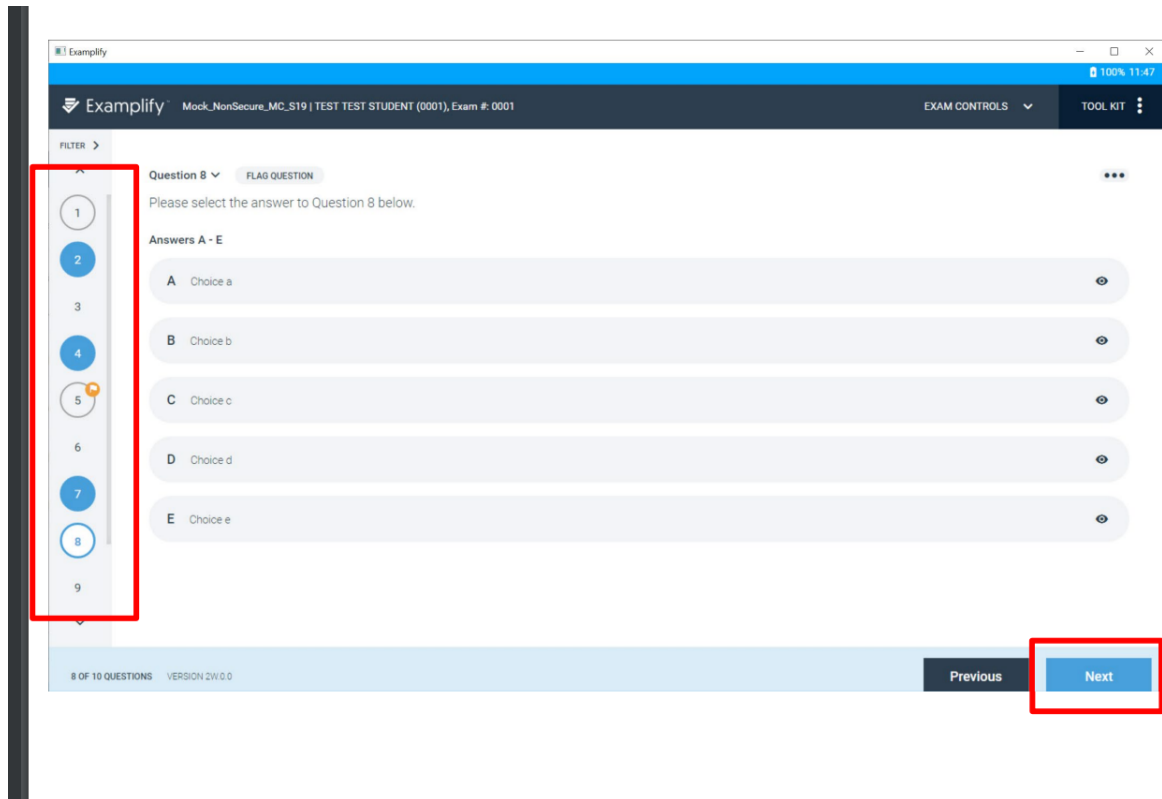 Examplify
100% 11:47
Examplify Mock_NonSecure_MC_S19 | TEST TEST STUDENT (0001), Exam #: 0001 EXAM CONTROLS TOOL KIT
FILTER
Question 8 FLAG QUESTION
Please select the answer to Question 8 below.
Answers A - E
1
2
3
4
5
6
7
8
9
A Choice a
B Choice b
C Choice c
D Choice d
E Choice e
8 OF 10 QUESTIONS VERSION 2W.0.0 Previous Next